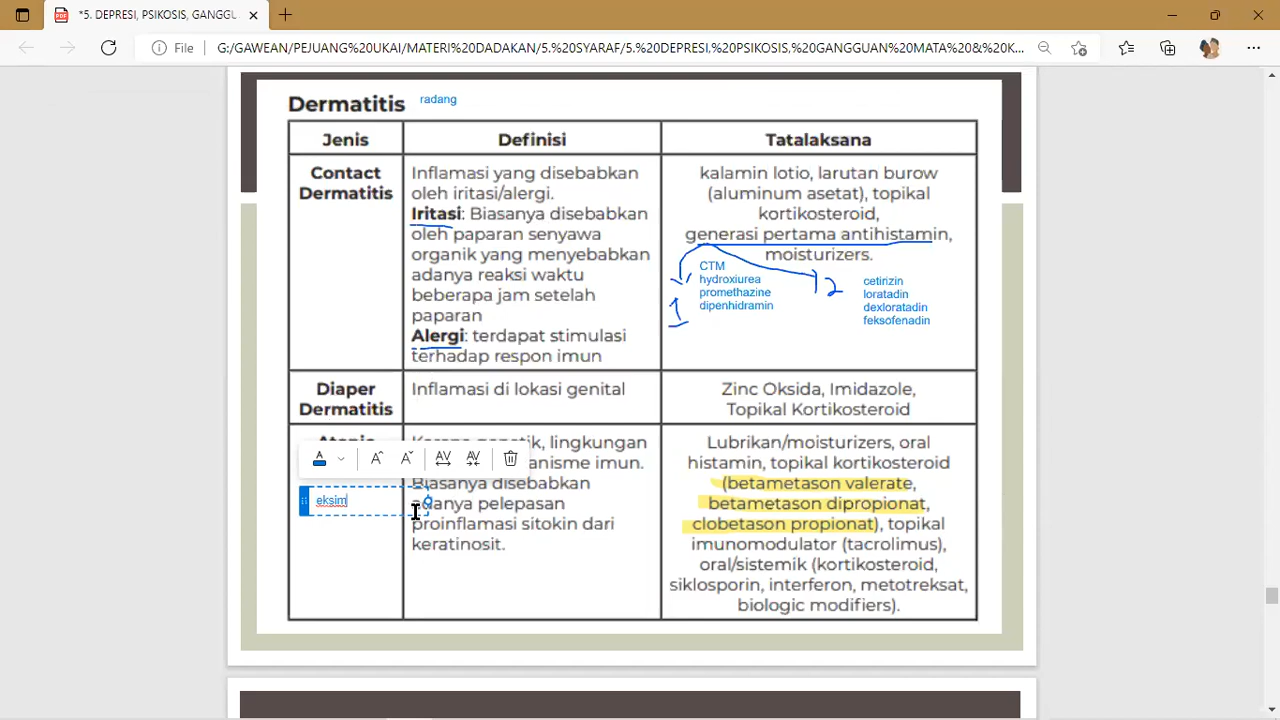 *5. DEPRESI, PSIKOSIS, GANGGU
File
G:/GAWEAN/PEJUANG%20UKAI/MATERI%20DADAKAN/5.%20SYARAF/5.%20DEPRESI,%20PSIKOSIS,%20GANGGUAN%20MATA%20&%20K...
Dermatitis radang
Jenis Definisi Tatalaksana
Contact
Dermatitis
Inflamasi yang disebabkan
oleh iritasi/alergi.
Iritasi: Biasanya disebabkan
oleh paparan senyawa
organik yang menyebabkan
adanya reaksi waktu
beberapa jam setelah
paparan
Alergi: terdapat stimulasi
terhadap respon imun
kalamin lotio, larutan burow
(aluminum asetat), topikal
kortikosteroid,
generasi pertama antihistamin,
moisturizers.
1
CTM
hydroxiurea
promethazine
dipenhidramin
2
cetirizin
loratadin
dexloratadin
feksofenadin
Diaper
Dermatitis
Inflamasi di lokasi genital
Zinc Oksida, Imidazole,
Topikal Kortikosteroid
eksim
lingkungan
imun.
Biasanya disebabkan
adanya pelepasan
proinflamasi sitokin dari
keratinosit.
Lubrikan/moisturizers, oral
histamin, topikal kortikosteroid
(betametason valerate,
betametason dipropionat,
clobetason propionat), topikal
imunomodulator (tacrolimus),
oral/sistemik (kortikosteroid,
siklosporin, interferon, metotreksat,
biologic modifiers).